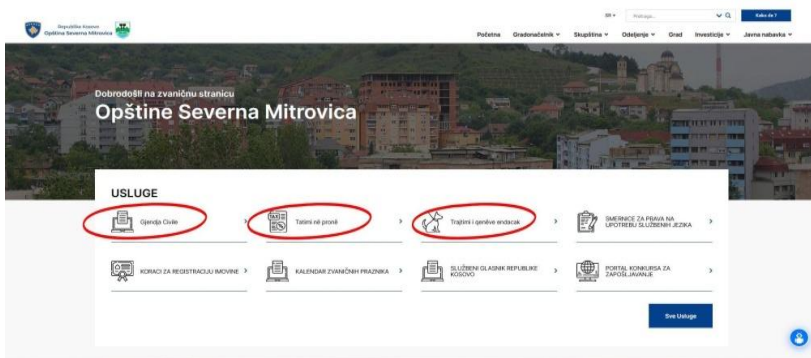 Republika Kosovo
Opština Severna Mitrovica
SR
Pretraga...
Kako da ?
Početna
Gradonačelnik
Skupština
Odeljenje
Grad
Investicije
Javna nabavka
Dobrodošli na zvaničnu stranicu
Opštine Severna Mitrovica
USLUGE
Gjendja Civile
Tatimi në pronë
Trajtimi i qenëve endacak
SMERNICE ZA PRAVA NA
UPOTREBU SLUŽBENIH JEZIKA
KORACI ZA REGISTRACIJU IMOVINE
KALENDAR ZVANIČNIH PRAZNIKA
SLUŽBENI GLASNIK REPUBLIKE
KOSOVO
PORTAL KONKURSA ZA
ZAPOŠLJAVANJE
Sve Usluge